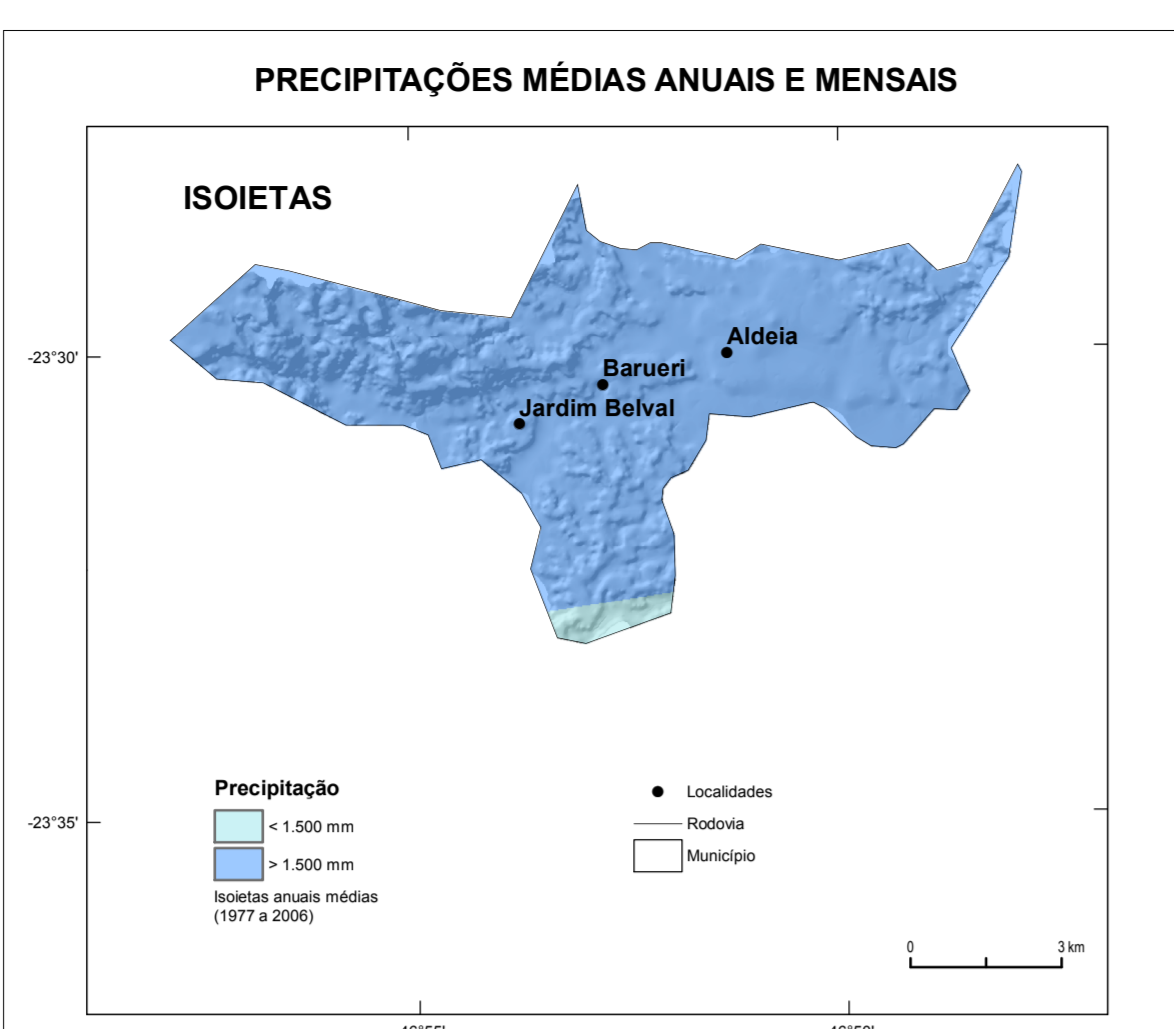 PRECIPITAÇÕES MÉDIAS ANUAIS E MENSAIS
ISOIETAS
Aldeia
-23°30'
Barueri
Jardim Belval
Precipitação
< 1.500 mm
> 1.500 mm
Isoietas anuais médias
(1977 a 2006)
Localidades
Rodovia
Município
-23°35'
0
3 km